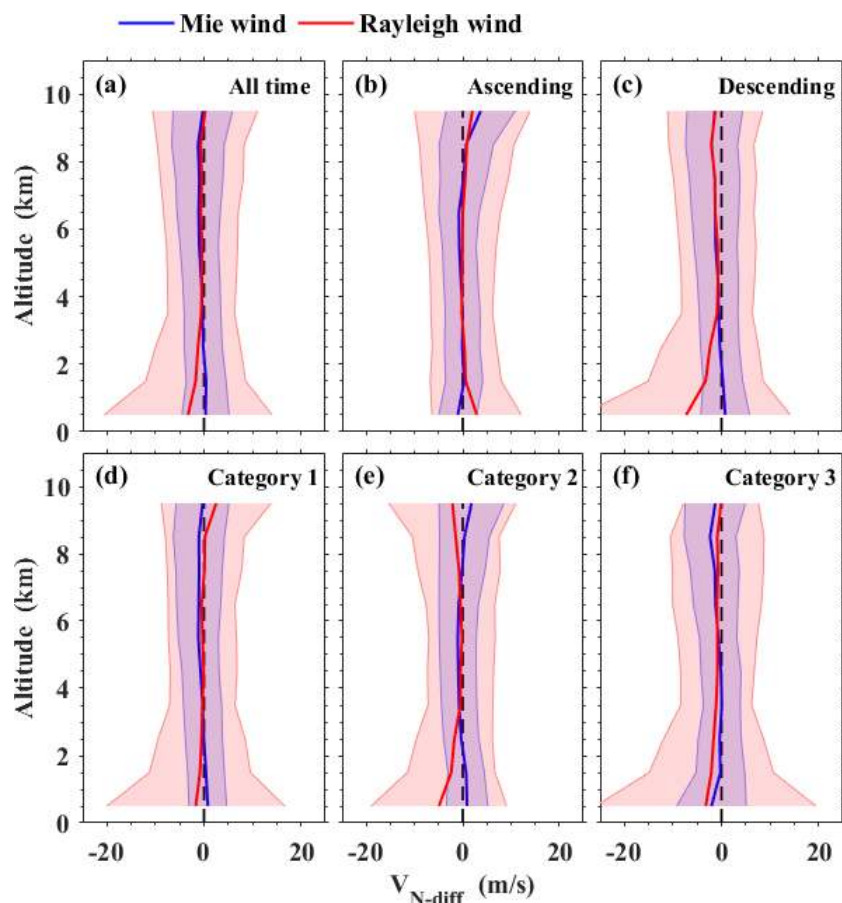 Mie wind Rayleigh wind
(a) All time (b) Ascending (c) Descending
10
8
6
4
2
0
Altitude (km)
(d) Category 1 (e) Category 2 (f) Category 3
10
8
6
4
2
0
Altitude (km)
-20 0 20 -20 0 20 -20 0 20
V_N-diff (m/s)